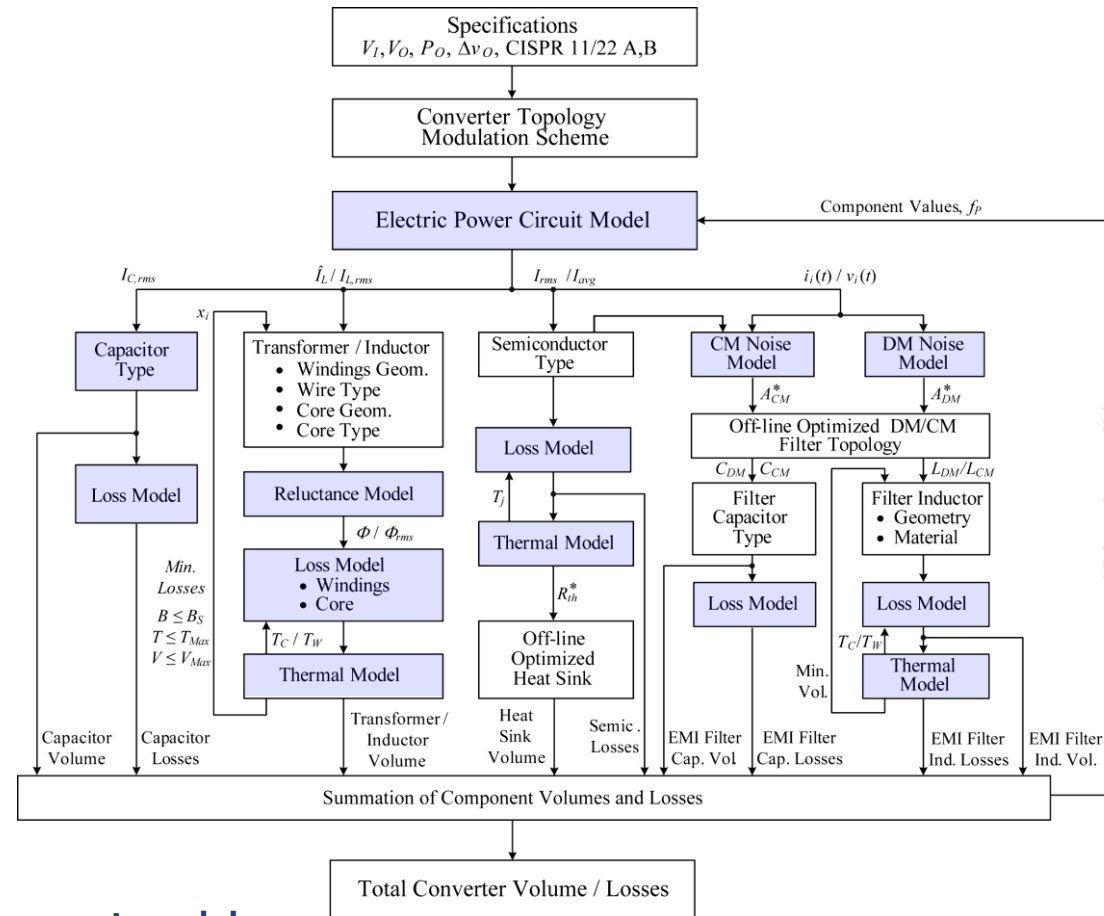 Specifications
V_I, V_O, P_O, Δv_O, CISPR 11/22 A,B
Converter Topology
Modulation Scheme
Electric Power Circuit Model
Component Values, f_P
I_C,rms
Î_L / I_L,rms
I_rms / I_avg
i_i(t) / v_i(t)
x_i
Capacitor
Type
Transformer / Inductor
• Windings Geom.
• Wire Type
• Core Geom.
• Core Type
Semiconductor
Type
CM Noise
Model
DM Noise
Model
A*_CM
A*_DM
Off-line Optimized DM/CM
Filter Topology
Loss Model
Loss Model
Reluctance Model
C_DM C_CM
L_DM/L_CM
T_j
Filter
Capacitor
Type
Filter Inductor
• Geometry
• Material
Φ / Φ_rms
Thermal Model
Min.
Losses
B ≤ B_S
T ≤ T_Max
V ≤ V_Max
Loss Model
• Windings
• Core
R*_th
Loss Model
Loss Model
T_C / T_W
Off-line
Optimized
Heat Sink
T_C/T_W
Min.
Vol.
Thermal Model
Thermal
Model
Capacitor
Volume
Capacitor
Losses
Transformer /
Inductor
Volume
Heat
Sink
Volume
Semic.
Losses
EMI Filter
Cap. Vol.
EMI Filter
Cap. Losses
EMI Filter
Ind. Losses
EMI Filter
Ind. Vol.
Summation of Component Volumes and Losses
Total Converter Volume / Losses